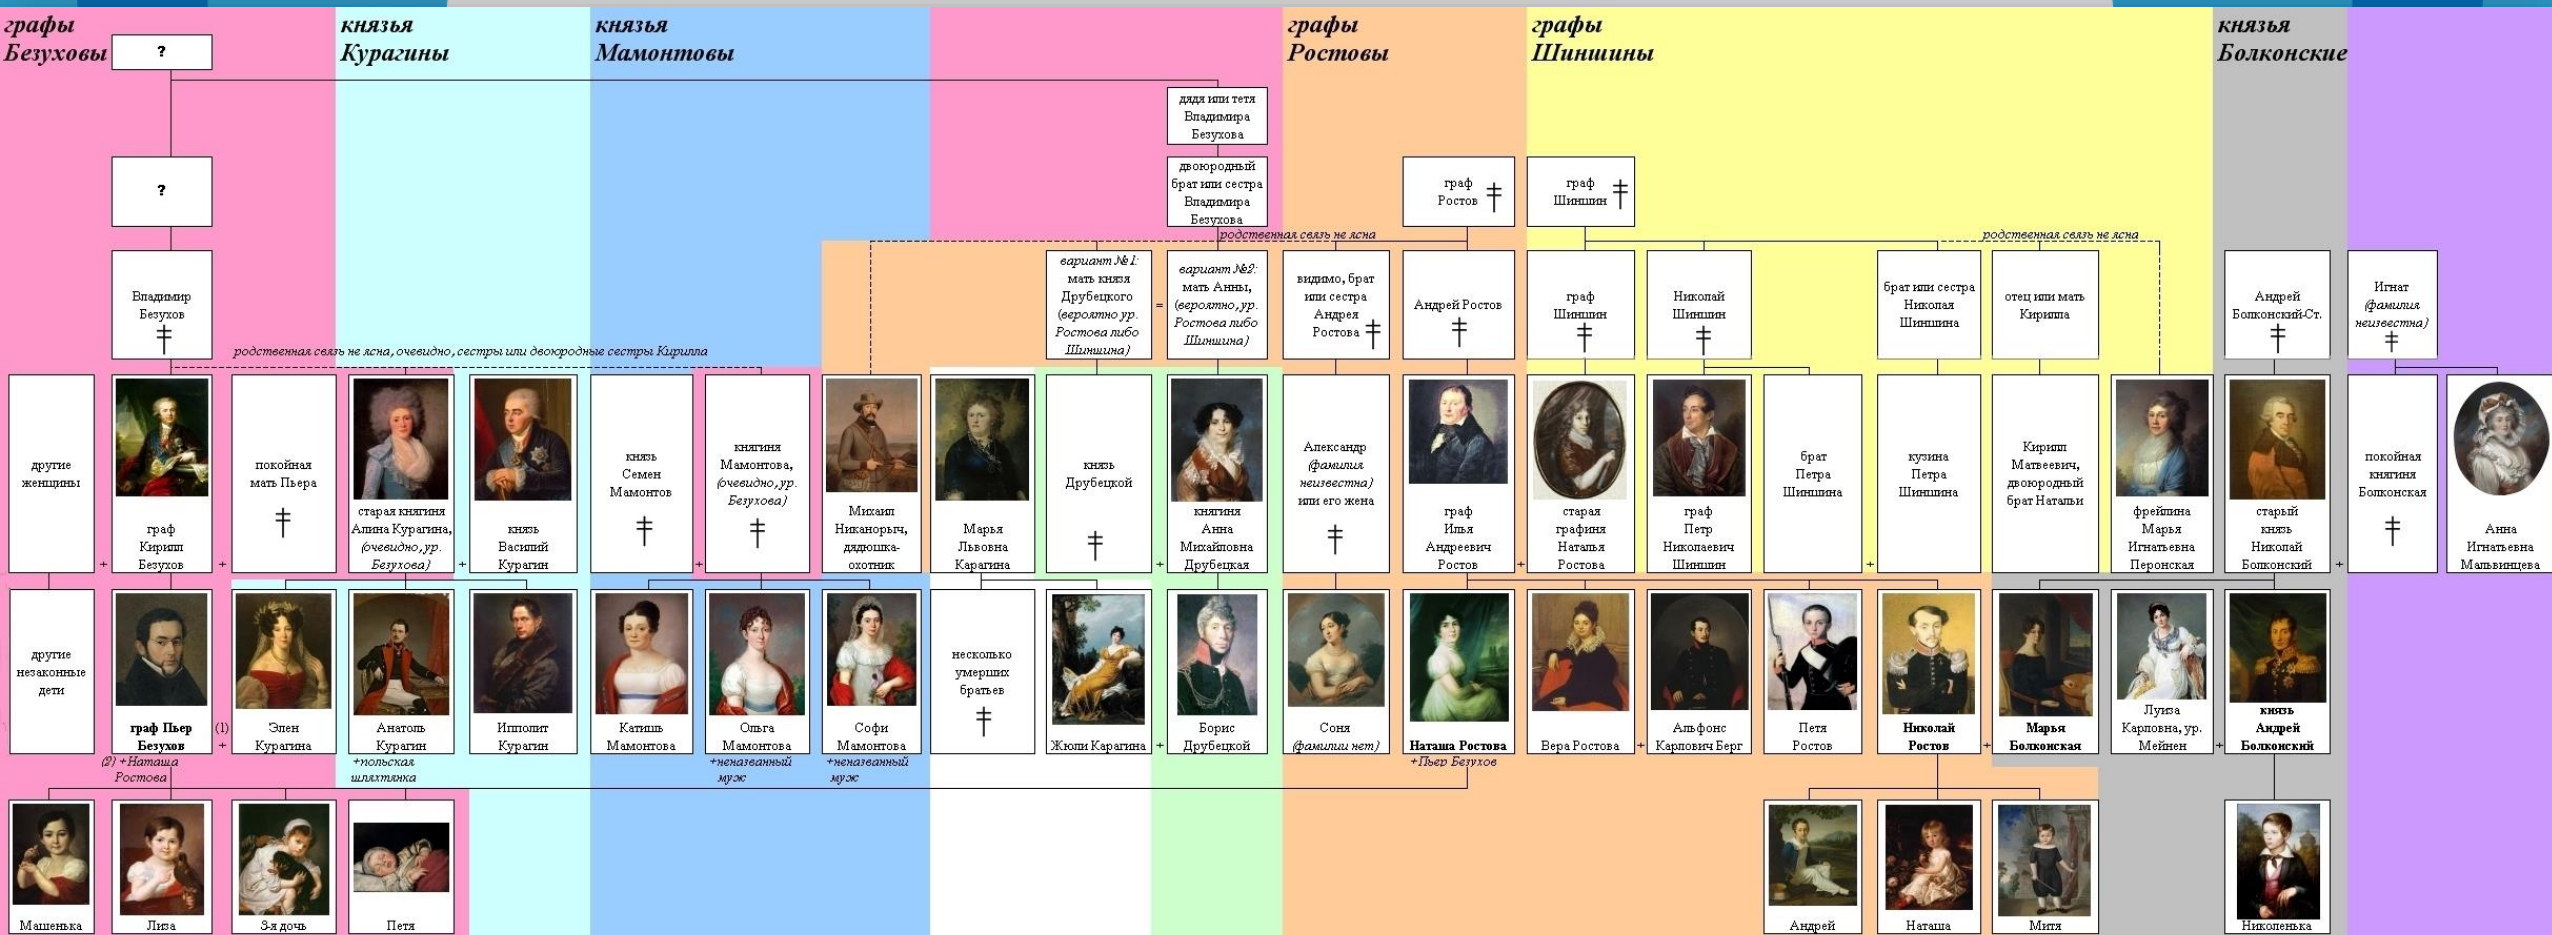 графы
Безуховы
князья
Курагины
князья
Мамонтовы
графы
Ростовы
графы
Шиншины
князья
Болконские
?
дядя или тетя
Владимира
Безухова
?
двоюродный
брат или сестра
Владимира
Безухова
граф
Ростов
граф
Шиншин
родственная связь не ясна
родственная связь не ясна
Владимир
Безухов
вариант №1:
мать князя
Друбецкого
(вероятно ур.
Ростова либо
Шиншина)
=
вариант №2:
мать Анны,
(вероятно, ур.
Ростова либо
Шиншина)
видимо, брат
или сестра
Андрея
Ростова
Андрей Ростов
граф
Шиншин
Николай
Шиншин
брат или сестра
Николая
Шиншина
отец или мать
Кирилла
Андрей
Болконский-Ст.
Игнат
(фамилия
неизвестна)
родственная связь не ясна, очевидно, сестры или двоюродные сестры Кирилла
другие
женщины
+
граф
Кирилл
Безухов
+
покойная
мать Пьера
старая княгиня
Алина Курагина,
(очевидно, ур.
Безухова)
+
князь
Василий
Курагин
князь
Семен
Мамонтов
+
княгиня
Мамонтова,
(очевидно, ур.
Безухова)
Михаил
Никанорыч,
дядюшка-
охотник
Марья
Львовна
Карагина
князь
Друбецкой
+
княгиня
Анна
Михайловна
Друбецкая
Александр
(фамилия
неизвестна)
или его жена
граф
Илья
Андреевич
Ростов
+
старая
графиня
Наталья
Ростова
граф
Петр
Николаевич
Шиншин
брат
Петра
Шиншина
+
кузина
Петра
Шиншина
Кирилл
Матвеевич,
двоюродный
брат Натальи
фрейлина
Марья
Игнатьевна
Перонская
старый
князь
Николай
Болконский
+
покойная
княгиня
Болконская
Анна
Игнатьевна
Мальвинцева
другие
незаконные
дети
граф Пьер
Безухов
(1)
+
Элен
Курагина
Анатоль
Курагин
Ипполит
Курагин
Катишь
Мамонтова
Ольга
Мамонтова
Софи
Мамонтова
несколько
умерших
братьев
Жюли Карагина
+
Борис
Друбецкой
Соня
(фамилии нет)
Наташа Ростова
Вера Ростова
+
Альфонс
Карлович Берг
Петя
Ростов
Николай
Ростов
+
Марья
Болконская
Луиза
Карловна, ур.
Мейнен
+
князь
Андрей
Болконский
(2) +Наташа
Ростова
+польская
шляхтянка
+неназванный
муж
+неназванный
муж
+Пьер Безухов
Машенька
Лиза
3-я дочь
Петя
Андрей
Наташа
Митя
Николенька